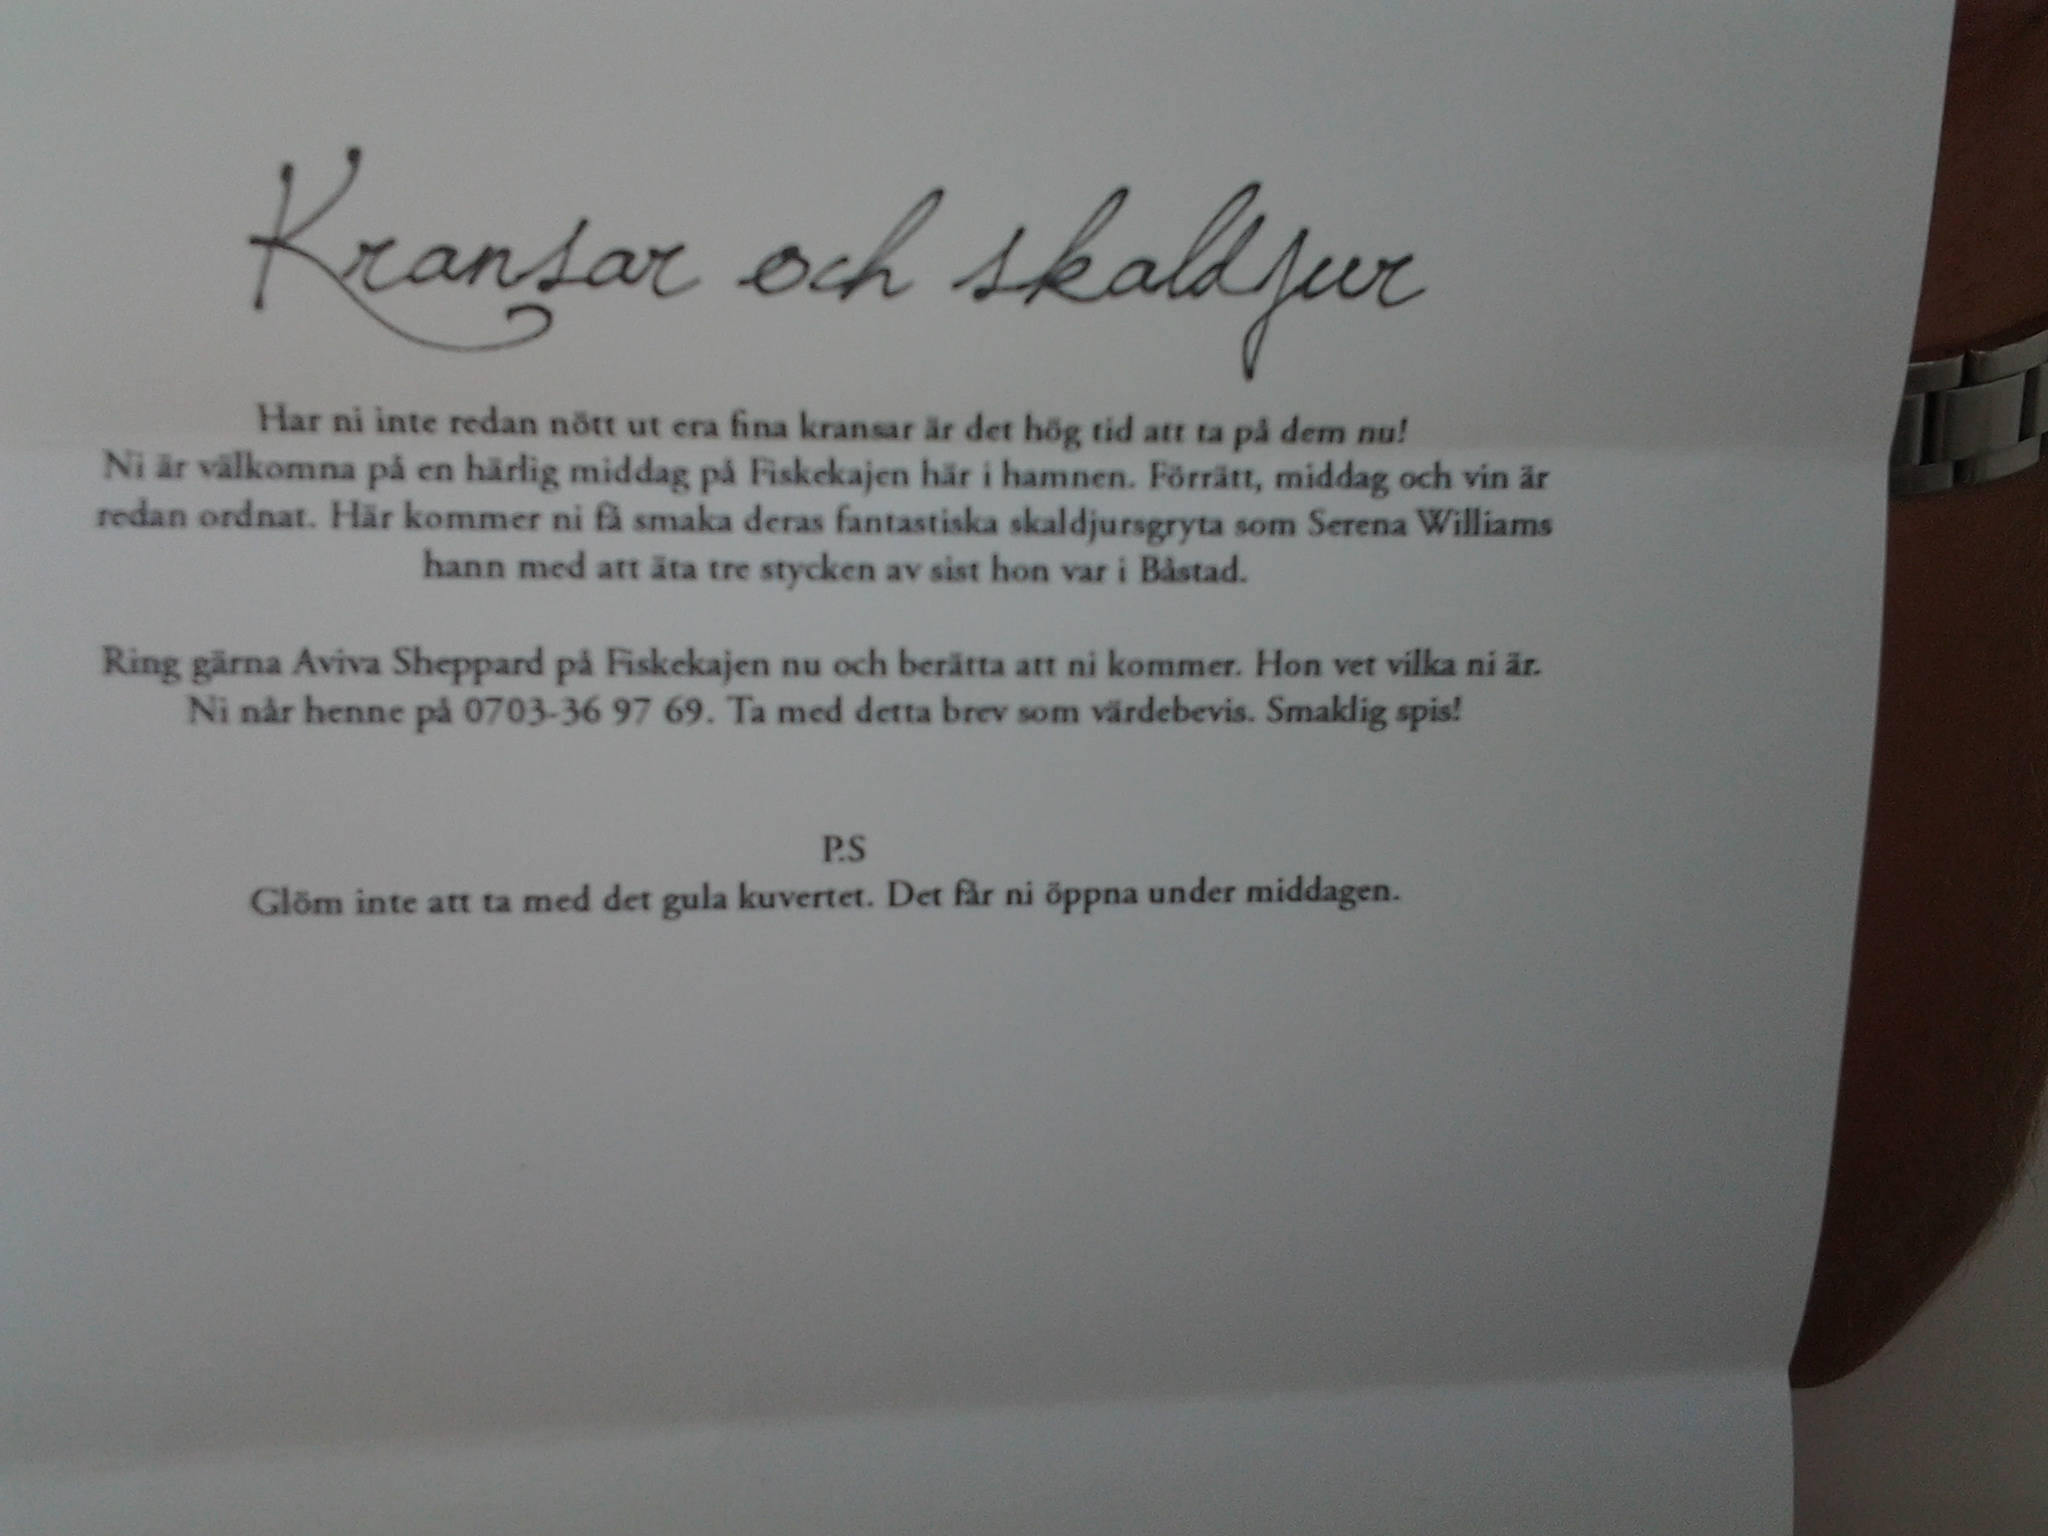 Kransar och skaldjur
Har ni inte redan nött ut era fina kransar är det hög tid att ta på dem nu!
Ni är välkomna på en härlig middag på Fiskekajen här i hamnen. Förrätt, middag och vin är
redan ordnat. Här kommer ni få smaka deras fantastiska skaldjursgryta som Serena Williams
hann med att äta tre stycken av sist hon var i Båstad.
Ring gärna Aviva Sheppard på Fiskekajen nu och berätta att ni kommer. Hon vet vilka ni är.
Ni når henne på 0703-36 97 69. Ta med detta brev som värdebevis. Smaklig spis!
P.S
Glöm inte att ta med det gula kuvertet. Det får ni öppna under middagen.